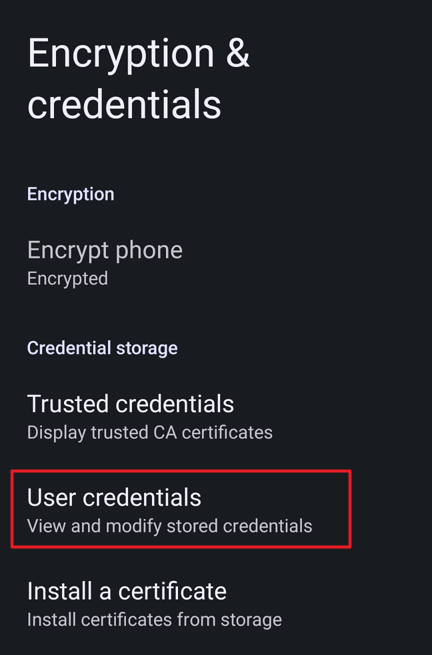 Encryption &
credentials
Encryption
Encrypt phone
Encrypted
Credential storage
Trusted credentials
Display trusted CA certificates
User credentials
View and modify stored credentials
Install a certificate
Install certificates from storage